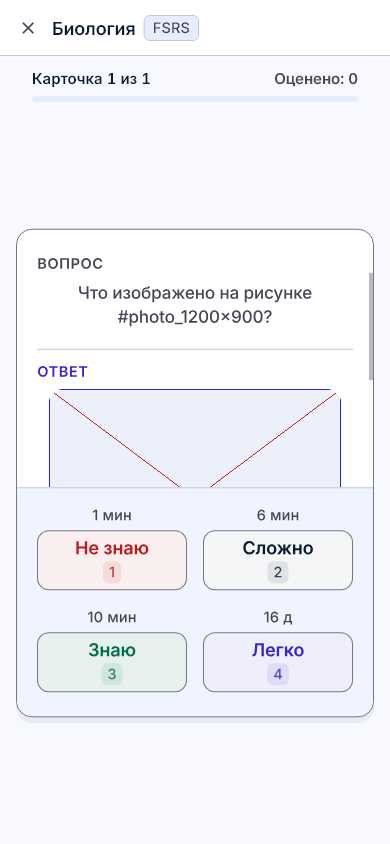 Биология FSRS
Карточка 1 из 1 Оценено: 0
ВОПРОС
Что изображено на рисунке
#photo_1200×900?
ОТВЕТ
1 мин 6 мин
Не знаю Сложно
1 2
10 мин 16 д
Знаю Легко
3 4